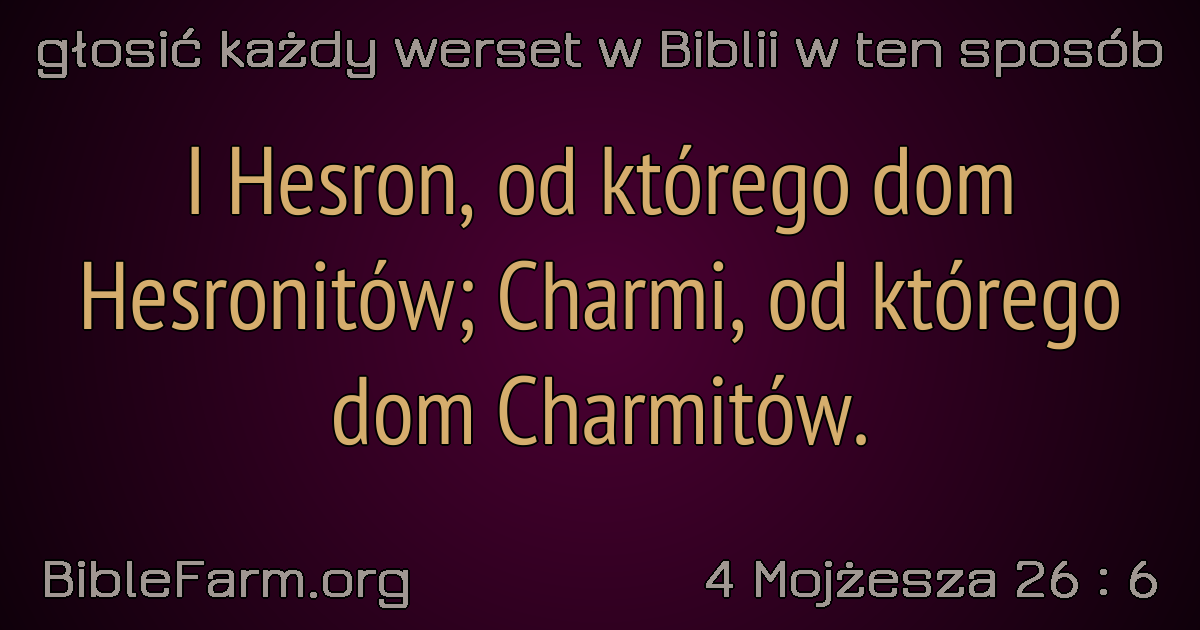 głosić każdy werset w Biblii w ten sposób
I Hesron, od którego dom
Hesronitów; Charmi, od którego
dom Charmitów.
BibleFarm.org
4 Mojżesza 26 : 6